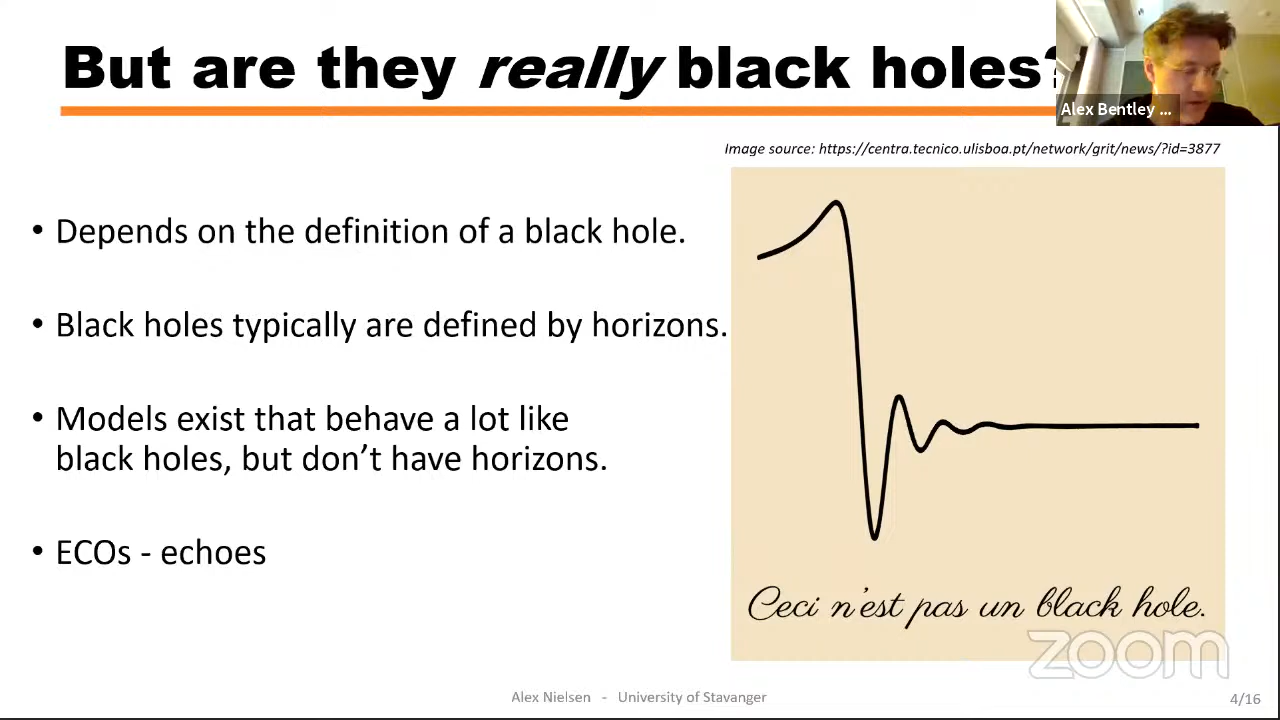 But are they really black holes?
Alex Bentley ...
Image source: https://centra.tecnico.ulisboa.pt/network/grit/news/?id=3877
• Depends on the definition of a black hole.
• Black holes typically are defined by horizons.
• Models exist that behave a lot like
black holes, but don’t have horizons.
• ECOs - echoes
Ceci n’est pas un black hole.
zoom
Alex Nielsen - University of Stavanger
4/16